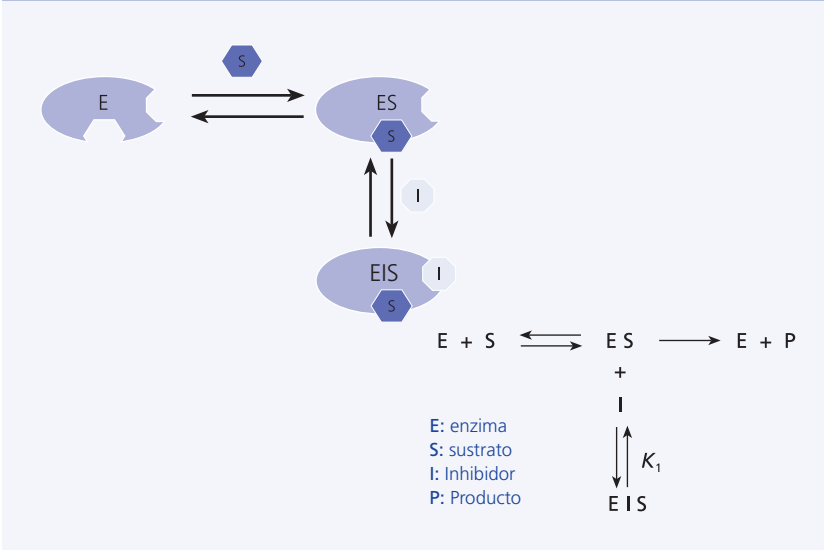 S
E
ES
S
I
EIS
I
S
E + S E S E + P
+
I
K₁
E I S
E: enzima
S: sustrato
I: Inhibidor
P: Producto